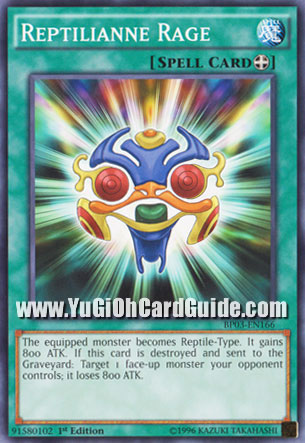 Reptilianne Rage
魔
[Spell Card]
www.YuGiOhCardGuide.com
BP03-EN166
The equipped monster becomes Reptile-Type. It gains
800 ATK. If this card is destroyed and sent to the
Graveyard: Target 1 face-up monster your opponent
controls; it loses 800 ATK.
91580102 1st Edition ©1996 KAZUKI TAKAHASHI